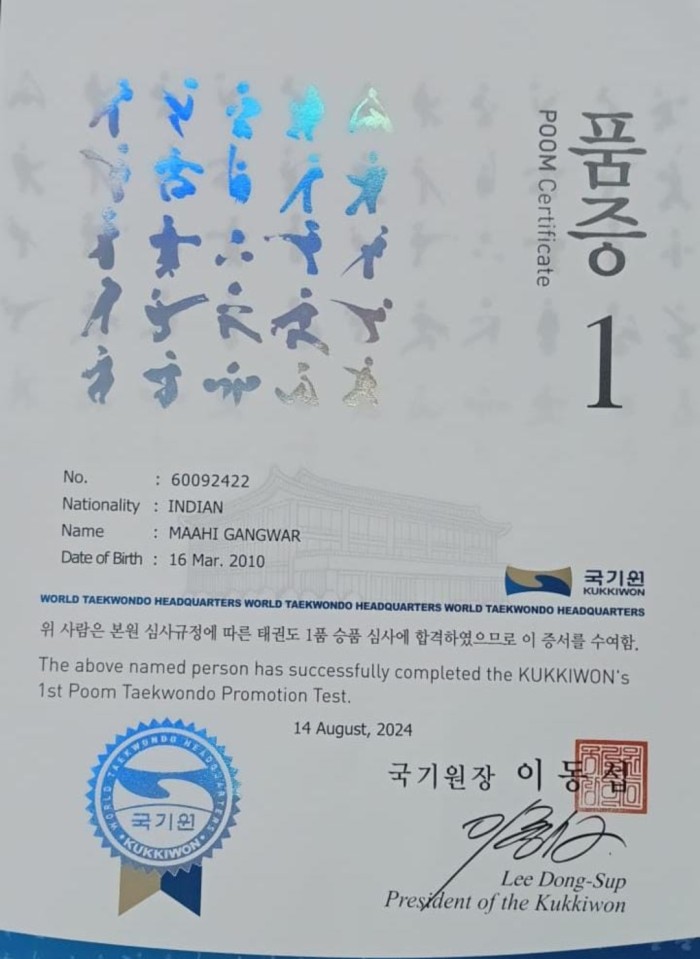 품증
POOM Certificate
1
No. : 60092422
Nationality : INDIAN
Name : MAAHI GANGWAR
Date of Birth : 16 Mar. 2010
국기원
KUKKIWON
WORLD TAEKWONDO HEADQUARTERS WORLD TAEKWONDO HEADQUARTERS WORLD TAEKWONDO HEADQUARTERS
위 사람은 본원 심사규정에 따른 태권도 1품 승품 심사에 합격하였으므로 이 증서를 수여함.
The above named person has successfully completed the KUKKIWON's
1st Poom Taekwondo Promotion Test.
14 August, 2024
WORLD TAEKWONDO HEADQUARTERS
국기원
KUKKIWON
국기원장 이동섭
Lee Dong-Sup
President of the Kukkiwon